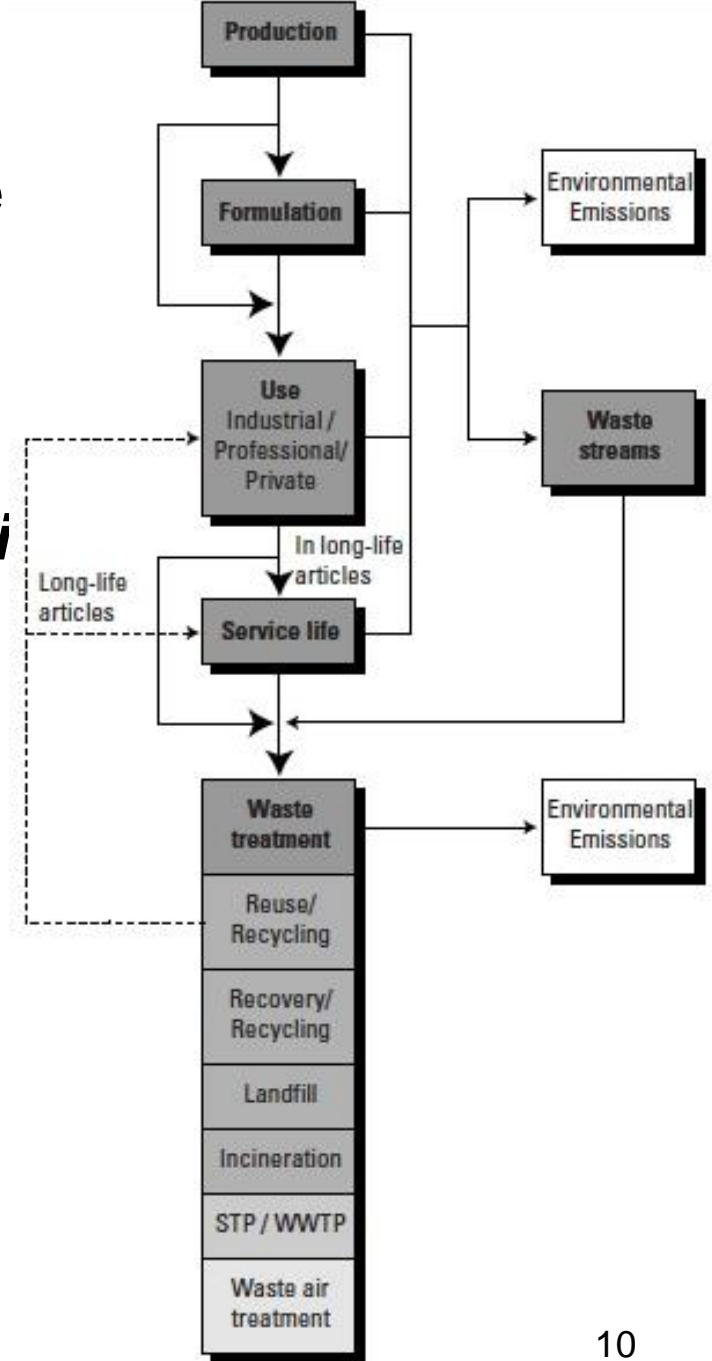 Production
Formulation
Environmental
Emissions
Use
Industrial /
Professional/
Private
Waste
streams
In long-life
articles
Long-life
articles
Service life
Waste
treatment
Environmental
Emissions
Reuse/
Recycling
Recovery/
Recycling
Landfill
Incineration
STP / WWTP
Waste air
treatment
10